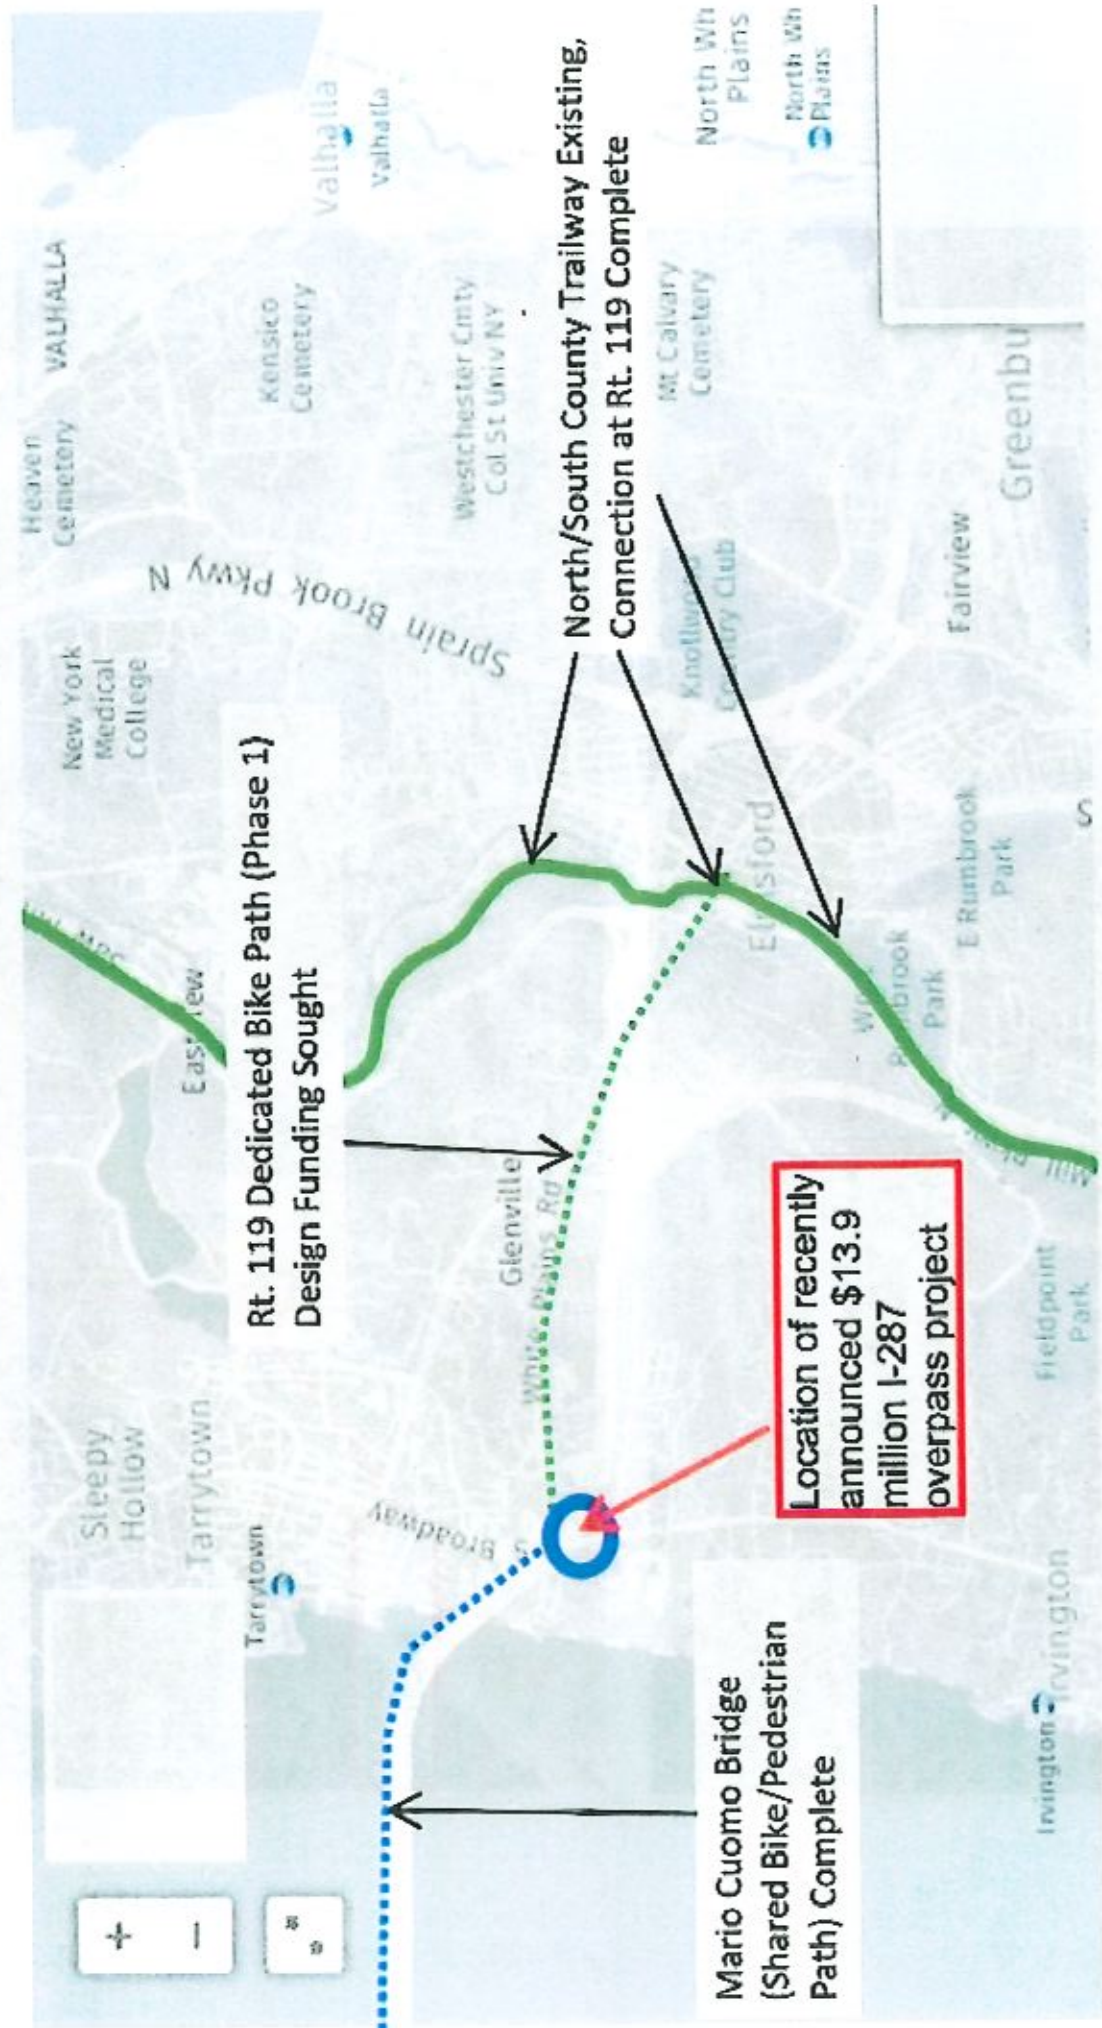 Heaven
Cemetery
VALHALLA
New York
Medical
College
Kensico
Cemetery
Valhalla
Valhalla
Sleepy
Hollow
Tarrytown
Tarrytown
Sprain Brook Pkwy N
Rt. 119 Dedicated Bike Path (Phase 1)
Design Funding Sought
Westchester Cmty
Col St Univ NY
S Broadway
Glenville
White Plains Rd
North/South County Trailway Existing,
Connection at Rt. 119 Complete
North Wh
Plains
North Wh
Plains
Mt Calvary
Cemetery
Mario Cuomo Bridge
(Shared Bike/Pedestrian
Path) Complete
Location of recently
announced $13.9
million I-287
overpass project
Park
E Rumbrook
Park
Fairview
Greenbu
Fieldpoint
Park
Irvington
Irvington
S
+
−